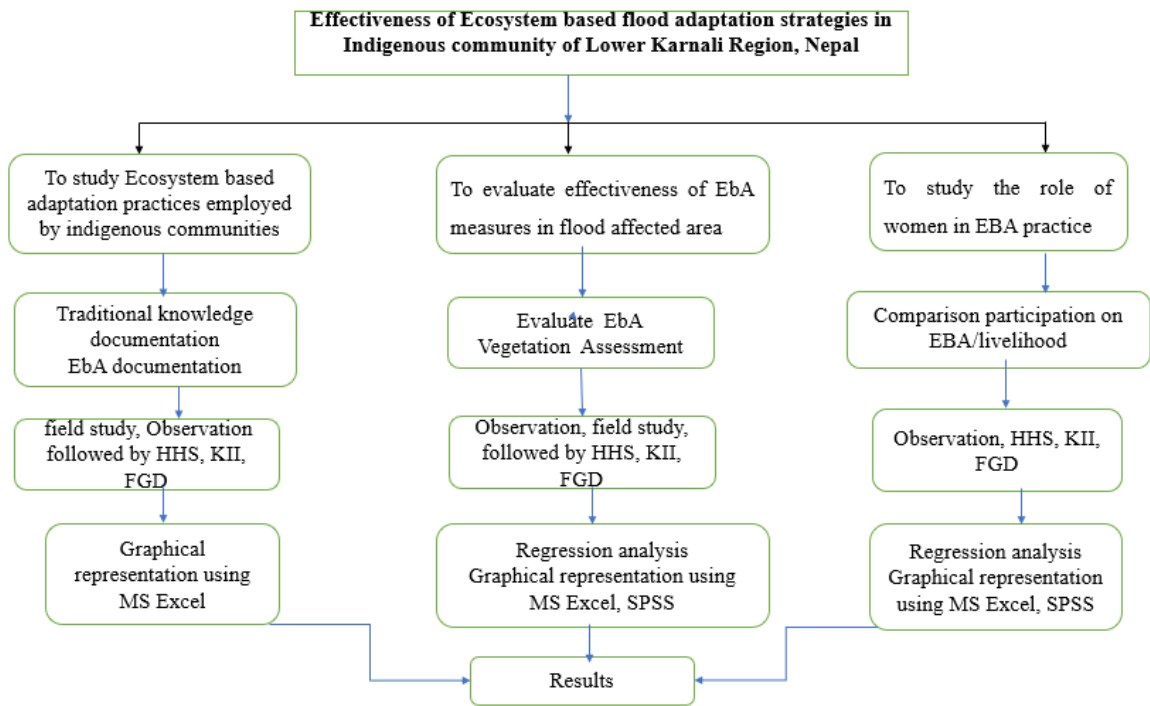 Effectiveness of Ecosystem based flood adaptation strategies in
Indigenous community of Lower Karnali Region, Nepal
To study Ecosystem based
adaptation practices employed
by indigenous communities
To evaluate effectiveness of EbA
measures in flood affected area
To study the role of
women in EBA practice
Traditional knowledge
documentation
EbA documentation
Evaluate EbA
Vegetation Assessment
Comparison participation on
EBA/livelihood
field study, Observation
followed by HHS, KII,
FGD
Observation, field study,
followed by HHS, KII,
FGD
Observation, HHS, KII,
FGD
Graphical
representation using
MS Excel
Regression analysis
Graphical representation using
MS Excel, SPSS
Regression analysis
Graphical representation
using MS Excel, SPSS
Results